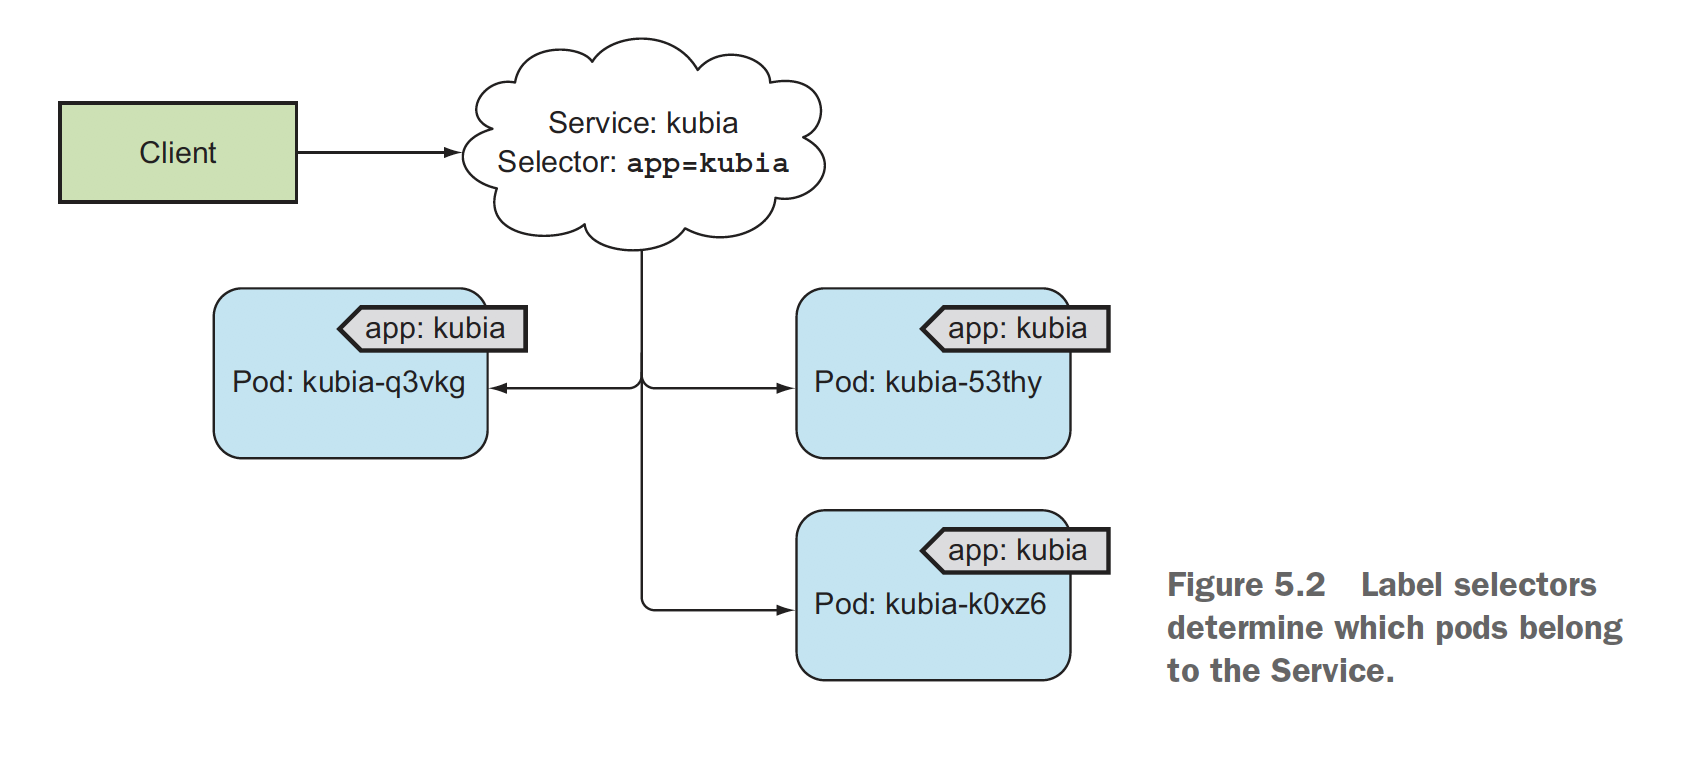 Client
Service: kubia
Selector: app=kubia
app: kubia
Pod: kubia-q3vkg
app: kubia
Pod: kubia-53thy
app: kubia
Pod: kubia-k0xz6
Figure 5.2 Label selectors
determine which pods belong
to the Service.